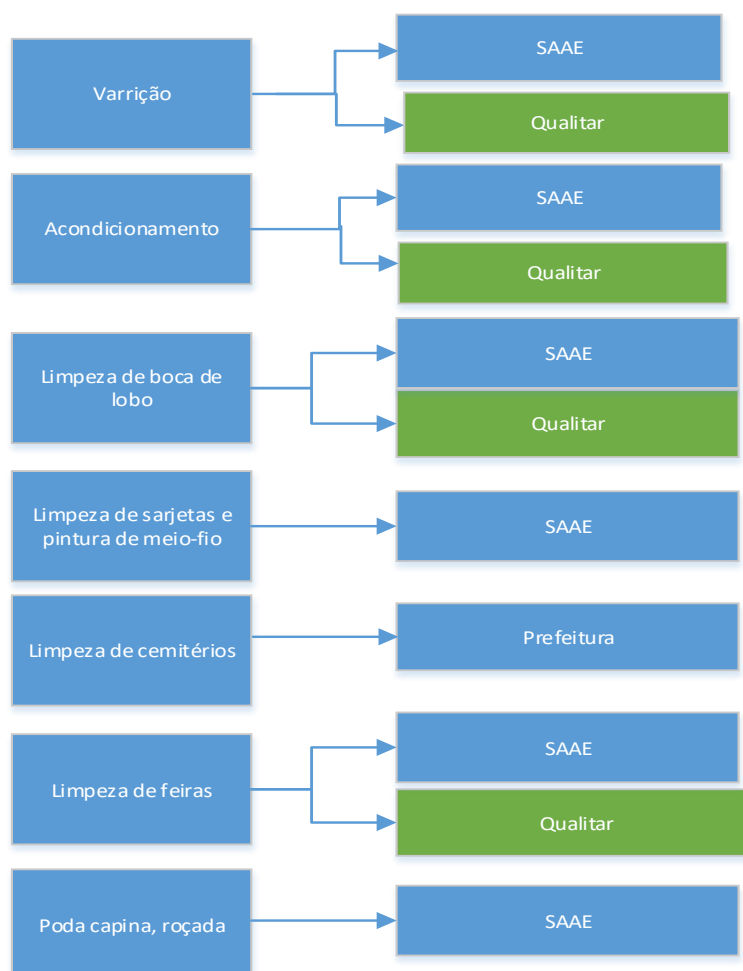 Varrição
SAAE
Qualitar
Acondicionamento
SAAE
Qualitar
Limpeza de boca de
lobo
SAAE
Qualitar
Limpeza de sarjetas e
pintura de meio-fio
SAAE
Limpeza de cemitérios
Prefeitura
Limpeza de feiras
SAAE
Qualitar
Poda capina, roçada
SAAE